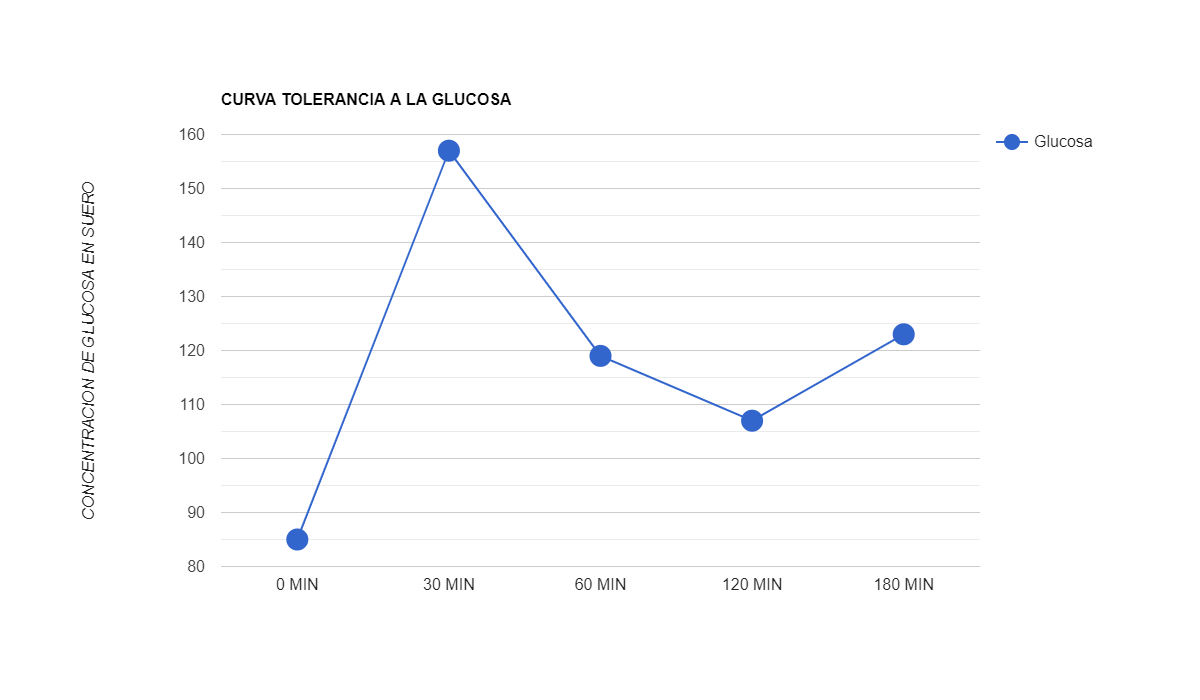 CURVA TOLERANCIA A LA GLUCOSA
CONCENTRACION DE GLUCOSA EN SUERO
160
150
140
130
120
110
100
90
80
0 MIN
30 MIN
60 MIN
120 MIN
180 MIN
Glucosa